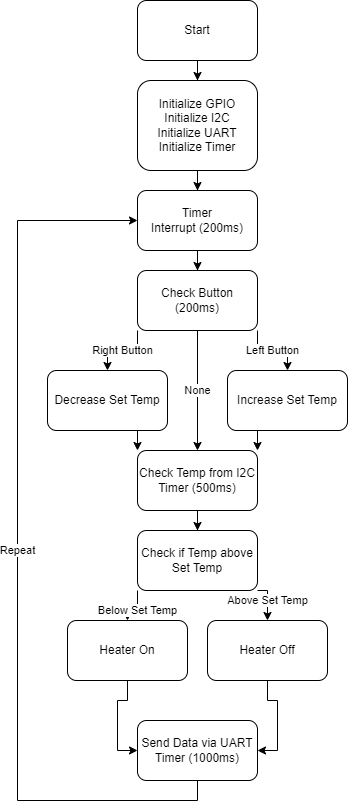 Start
Initialize GPIO
Initialize I2C
Initialize UART
Initialize Timer
Timer
Interrupt (200ms)
Check Button
(200ms)
Right Button
Left Button
None
Decrease Set Temp
Increase Set Temp
Check Temp from I2C
Timer (500ms)
Check if Temp above
Set Temp
Repeat
Below Set Temp
Above Set Temp
Heater On
Heater Off
Send Data via UART
Timer (1000ms)